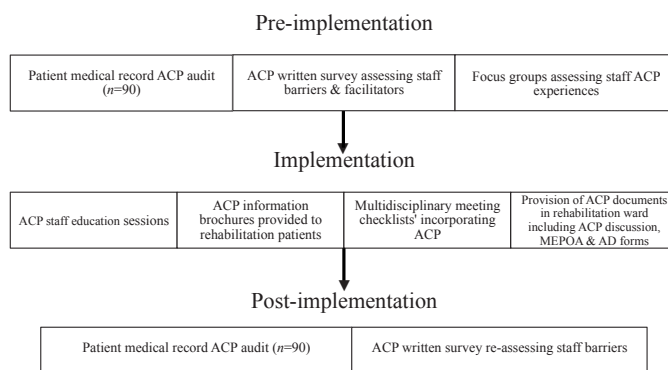 Pre-implementation
Patient medical record ACP audit
(n=90)
ACP written survey assessing staff
barriers & facilitators
Focus groups assessing staff ACP
experiences
Implementation
ACP staff education sessions
ACP information
brochures provided to
rehabilitation patients
Multidisciplinary meeting
checklists' incorporating
ACP
Provision of ACP documents
in rehabilitation ward
including ACP discussion,
MEPOA & AD forms
Post-implementation
Patient medical record ACP audit (n=90)
ACP written survey re-assessing staff barriers